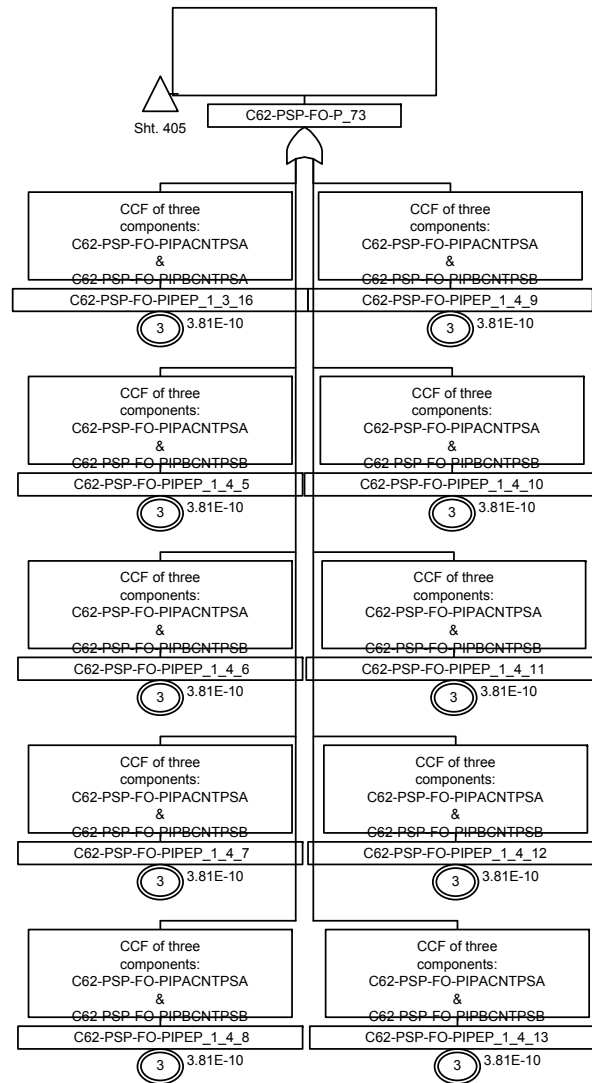 C62-PSP-FO-P_73
Sht. 405
CCF of three
components:
C62-PSP-FO-PIPACNTPSA
&
C62-PSP-FO-PIPBCNTPSA
C62-PSP-FO-PIPEP_1_3_16
3
3.81E-10
CCF of three
components:
C62-PSP-FO-PIPACNTPSA
&
C62-PSP-FO-PIPBCNTPSB
C62-PSP-FO-PIPEP_1_4_9
3
3.81E-10
CCF of three
components:
C62-PSP-FO-PIPACNTPSA
&
C62-PSP-FO-PIPBCNTPSB
C62-PSP-FO-PIPEP_1_4_5
3
3.81E-10
CCF of three
components:
C62-PSP-FO-PIPACNTPSA
&
C62-PSP-FO-PIPBCNTPSB
C62-PSP-FO-PIPEP_1_4_10
3
3.81E-10
CCF of three
components:
C62-PSP-FO-PIPACNTPSA
&
C62-PSP-FO-PIPBCNTPSB
C62-PSP-FO-PIPEP_1_4_6
3
3.81E-10
CCF of three
components:
C62-PSP-FO-PIPACNTPSA
&
C62-PSP-FO-PIPBCNTPSB
C62-PSP-FO-PIPEP_1_4_11
3
3.81E-10
CCF of three
components:
C62-PSP-FO-PIPACNTPSA
&
C62-PSP-FO-PIPBCNTPSB
C62-PSP-FO-PIPEP_1_4_7
3
3.81E-10
CCF of three
components:
C62-PSP-FO-PIPACNTPSA
&
C62-PSP-FO-PIPBCNTPSB
C62-PSP-FO-PIPEP_1_4_12
3
3.81E-10
CCF of three
components:
C62-PSP-FO-PIPACNTPSA
&
C62-PSP-FO-PIPBCNTPSB
C62-PSP-FO-PIPEP_1_4_8
3
3.81E-10
CCF of three
components:
C62-PSP-FO-PIPACNTPSA
&
C62-PSP-FO-PIPBCNTPSB
C62-PSP-FO-PIPEP_1_4_13
3
3.81E-10